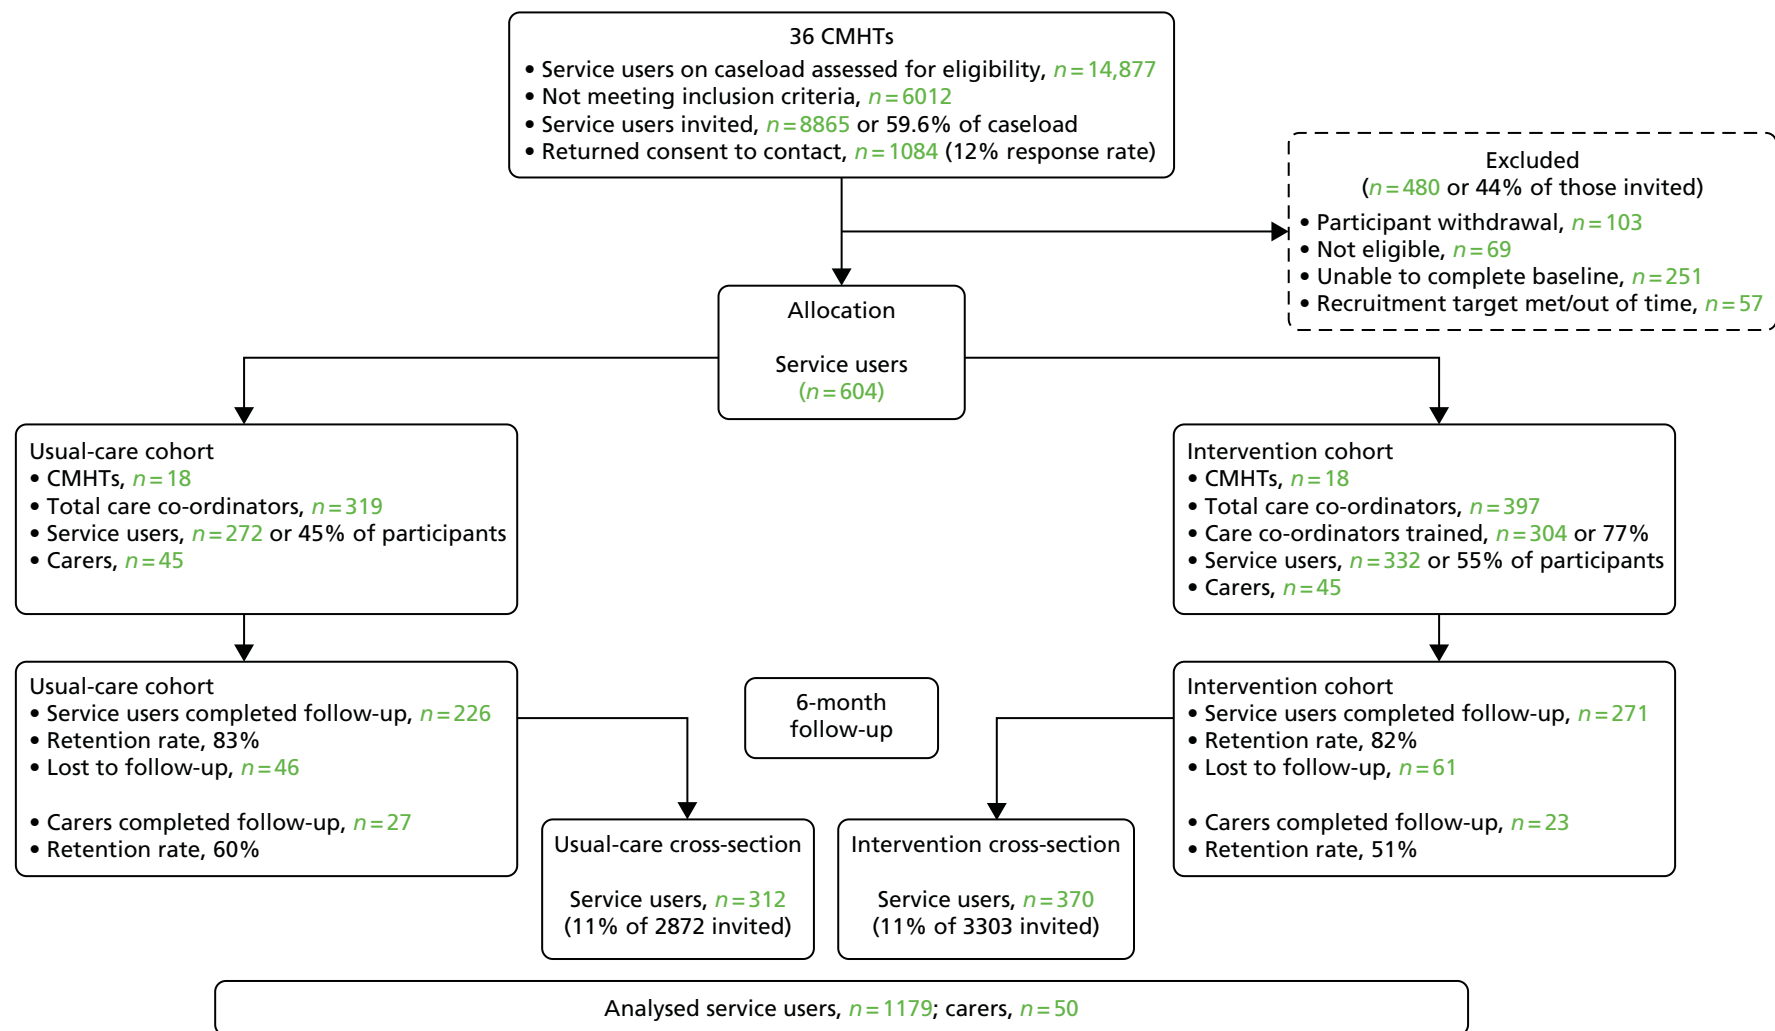 36 CMHTs
• Service users on caseload assessed for eligibility, n=14,877
• Not meeting inclusion criteria, n=6012
• Service users invited, n=8865 or 59.6% of caseload
• Returned consent to contact, n=1084 (12% response rate)
Excluded
(n=480 or 44% of those invited)
• Participant withdrawal, n=103
• Not eligible, n=69
• Unable to complete baseline, n=251
• Recruitment target met/out of time, n=57
Allocation
Service users
(n=604)
Usual-care cohort
• CMHTs, n=18
• Total care co-ordinators, n=319
• Service users, n=272 or 45% of participants
• Carers, n=45
Intervention cohort
• CMHTs, n=18
• Total care co-ordinators, n=397
• Care co-ordinators trained, n=304 or 77%
• Service users, n=332 or 55% of participants
• Carers, n=45
Usual-care cohort
• Service users completed follow-up, n=226
• Retention rate, 83%
• Lost to follow-up, n=46
• Carers completed follow-up, n=27
• Retention rate, 60%
6-month
follow-up
Intervention cohort
• Service users completed follow-up, n=271
• Retention rate, 82%
• Lost to follow-up, n=61
• Carers completed follow-up, n=23
• Retention rate, 51%
Usual-care cross-section
Service users, n=312
(11% of 2872 invited)
Intervention cross-section
Service users, n=370
(11% of 3303 invited)
Analysed service users, n=1179; carers, n=50